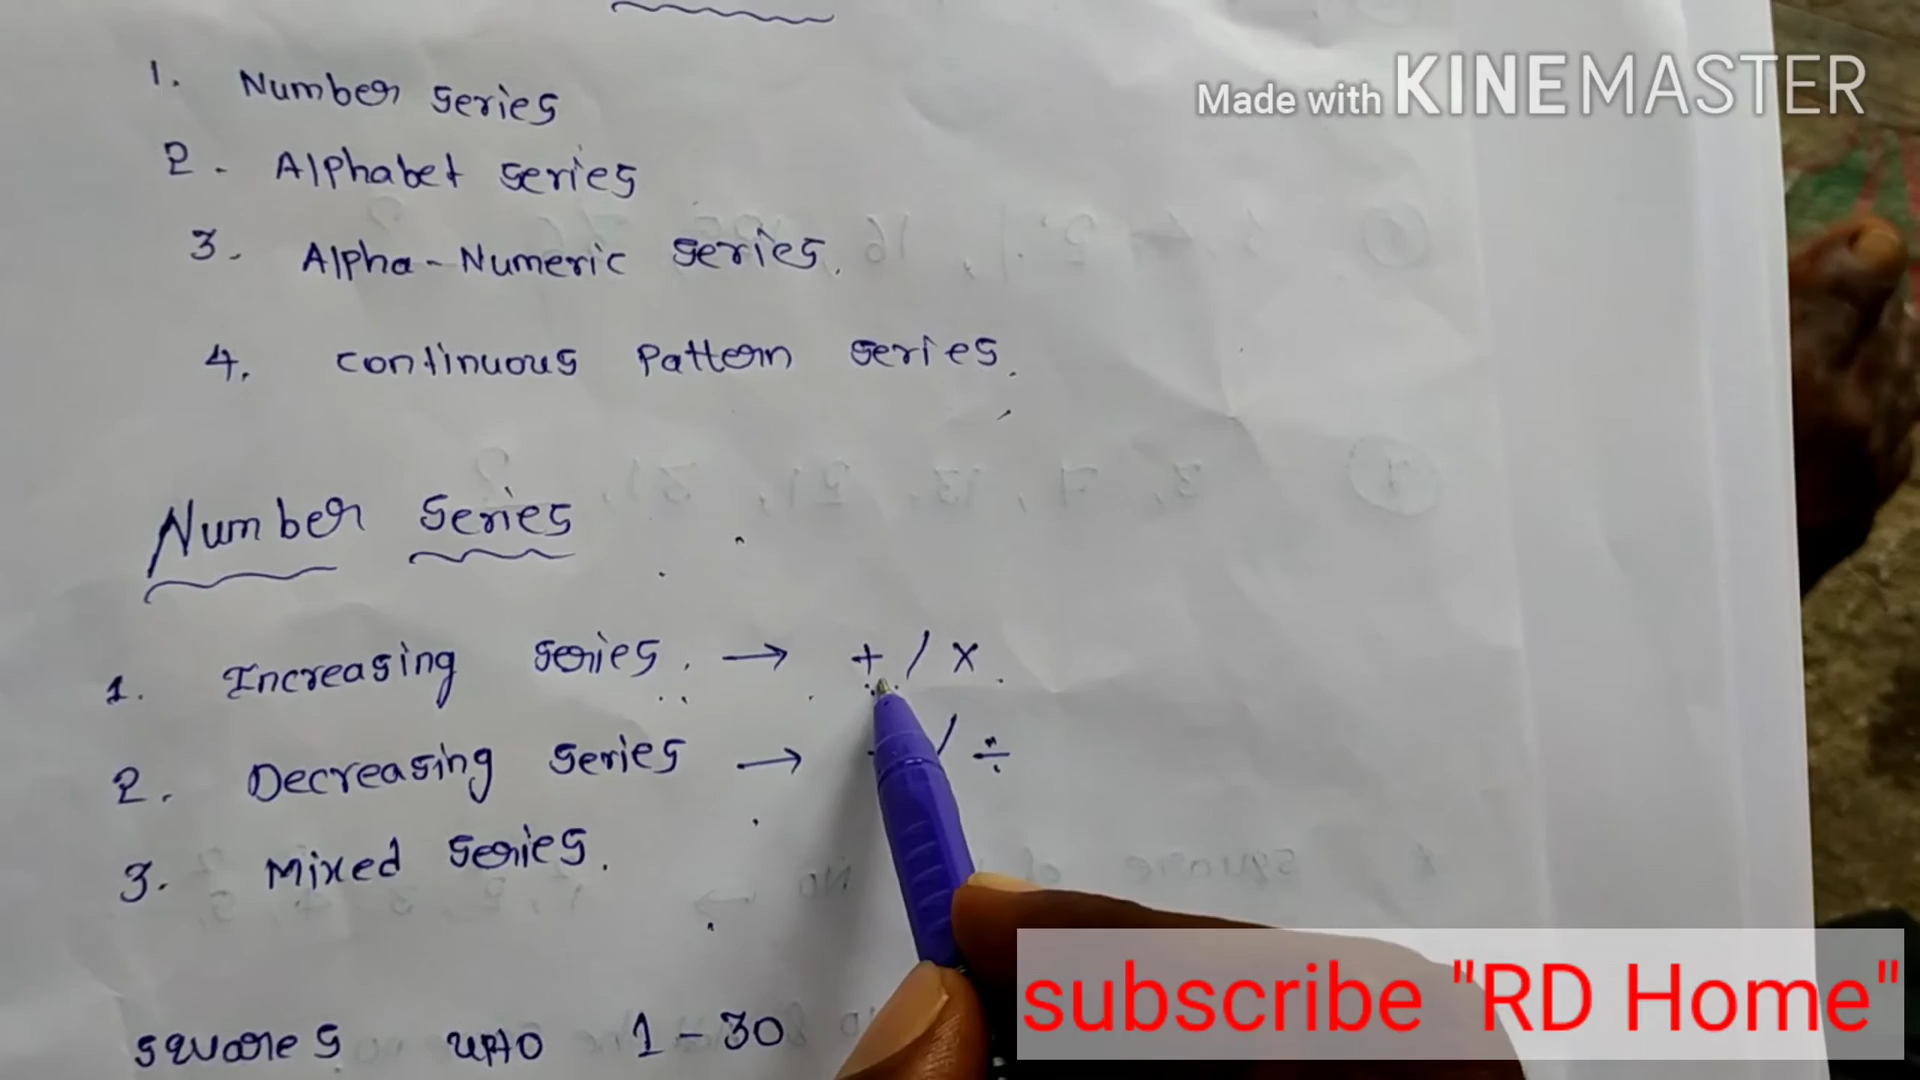 Made with KINEMASTER
1. Number series
2. Alphabet series
3. Alpha-Numeric series.
4. continuous pattern series.
Number series
1. Increasing series. → + / ×
2. Decreasing series → / ÷
3. Mixed series.
squares upto 1 - 30
subscribe "RD Home"